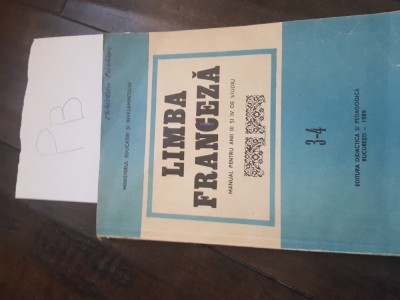 PB
MINISTERUL EDUCAȚIEI ȘI ÎNVĂȚĂMÎNTULUI
LIMBA
FRANCEZĂ
MANUAL PENTRU ANII III ȘI IV DE STUDIU
3-4
EDITURA DIDACTICĂ ȘI PEDAGOGICĂ
BUCUREȘTI - 1985